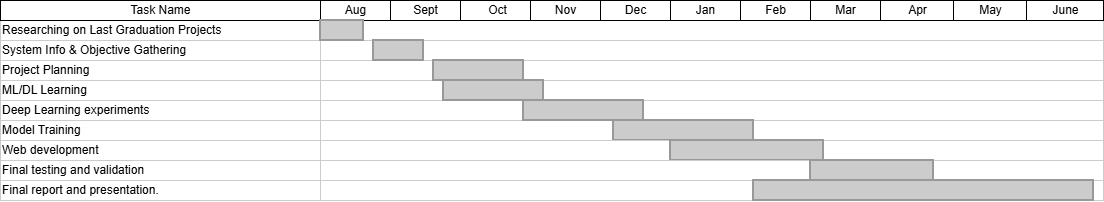 Task Name Aug Sept Oct Nov Dec Jan Feb Mar Apr May June
Researching on Last Graduation Projects
System Info & Objective Gathering
Project Planning
ML/DL Learning
Deep Learning experiments
Model Training
Web development
Final testing and validation
Final report and presentation.